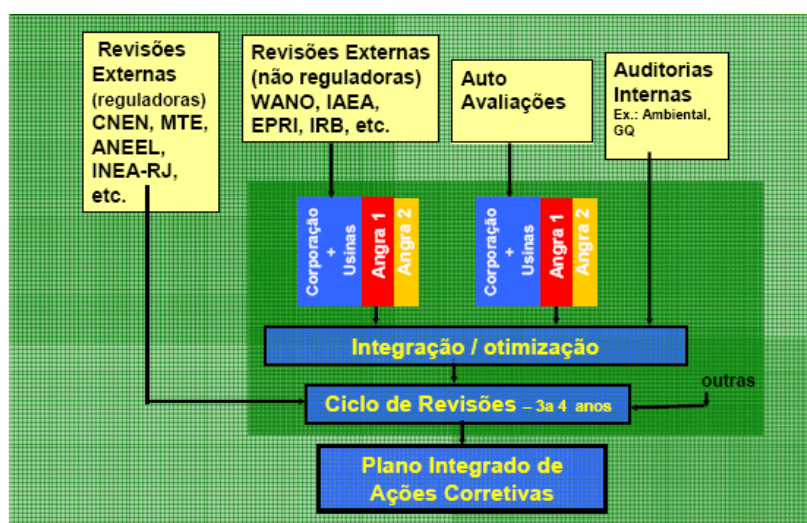 Revisões
Externas
(reguladoras)
CNEN, MTE,
ANEEL,
INEA-RJ,
etc.
Revisões Externas
(não reguladoras)
WANO, IAEA,
EPRI, IRB, etc.
Auto
Avaliações
Auditorias
Internas
Ex.: Ambiental,
GQ
Corporação
+
Usinas
Angra 1
Angra 2
Corporação
+
Usinas
Angra 1
Angra 2
Integração / otimização
outras
Ciclo de Revisões – 3a 4 anos
Plano Integrado de
Ações Corretivas